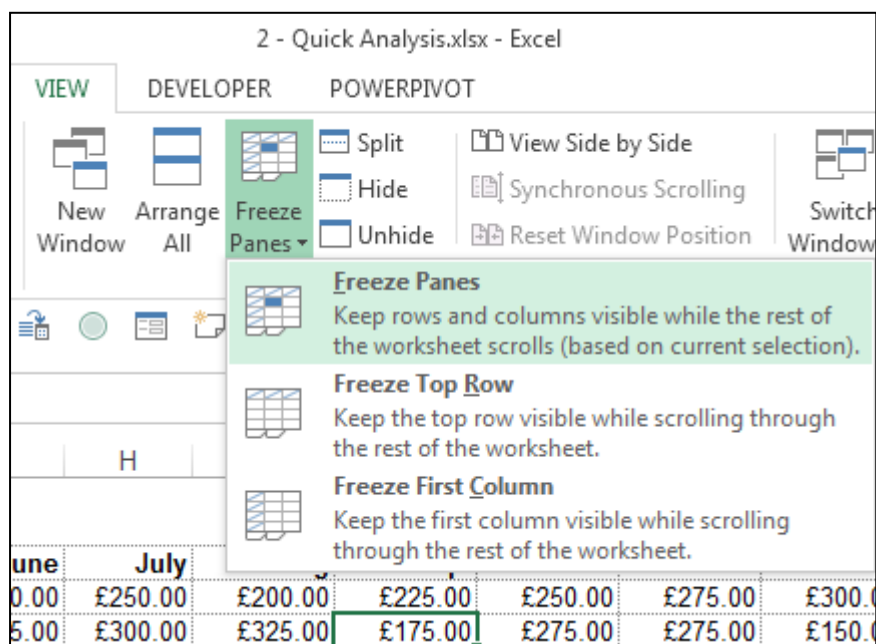 2 - Quick Analysis.xlsx - Excel
VIEW DEVELOPER POWERPIVOT
New Window
Arrange All
Freeze Panes
Split
Hide
Unhide
View Side by Side
Synchronous Scrolling
Reset Window Position
Switch
Window
Freeze Panes
Keep rows and columns visible while the rest of
the worksheet scrolls (based on current selection).
Freeze Top Row
Keep the top row visible while scrolling through
the rest of the worksheet.
Freeze First Column
Keep the first column visible while scrolling
through the rest of the worksheet.
H
une July
0.00 £250.00 £200.00 £225.00 £250.00 £275.00 £300.0
5.00 £300.00 £325.00 £175.00 £275.00 £275.00 £150.0